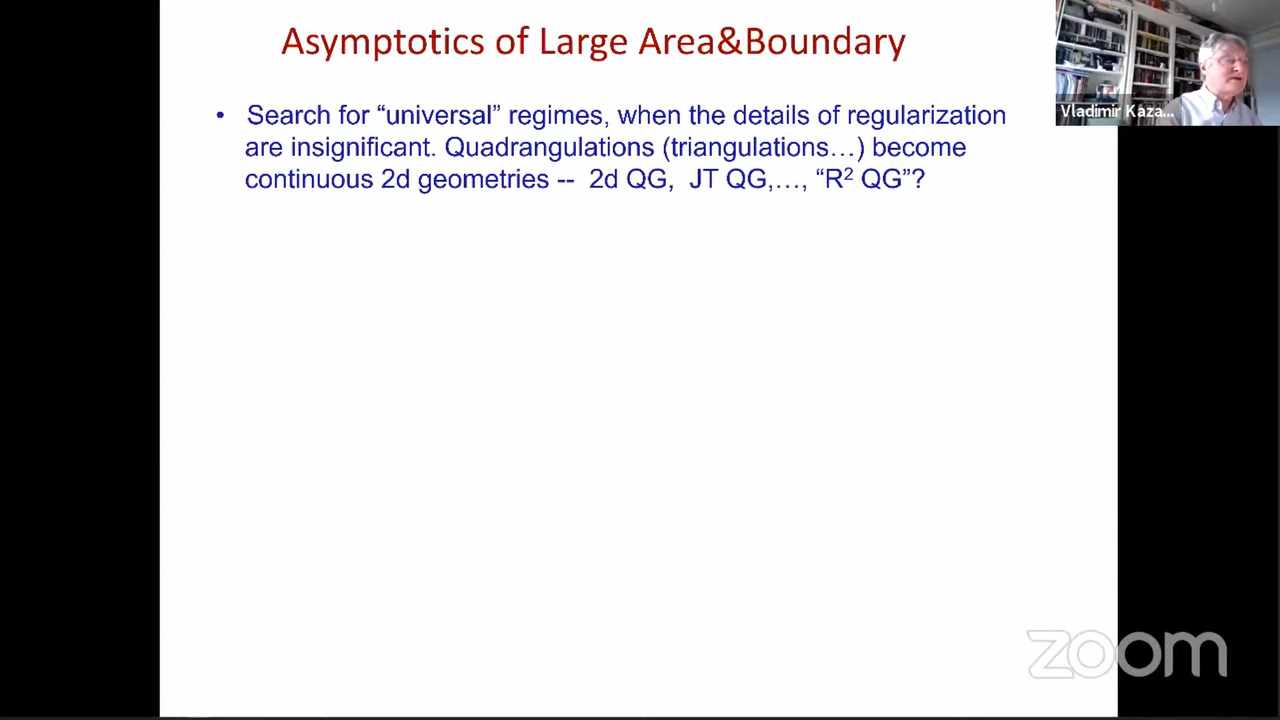 Asymptotics of Large Area&Boundary
• Search for “universal” regimes, when the details of regularization
are insignificant. Quadrangulations (triangulations…) become
continuous 2d geometries -- 2d QG, JT QG,…, “R² QG”?
Vladimir Kaza...
zoom